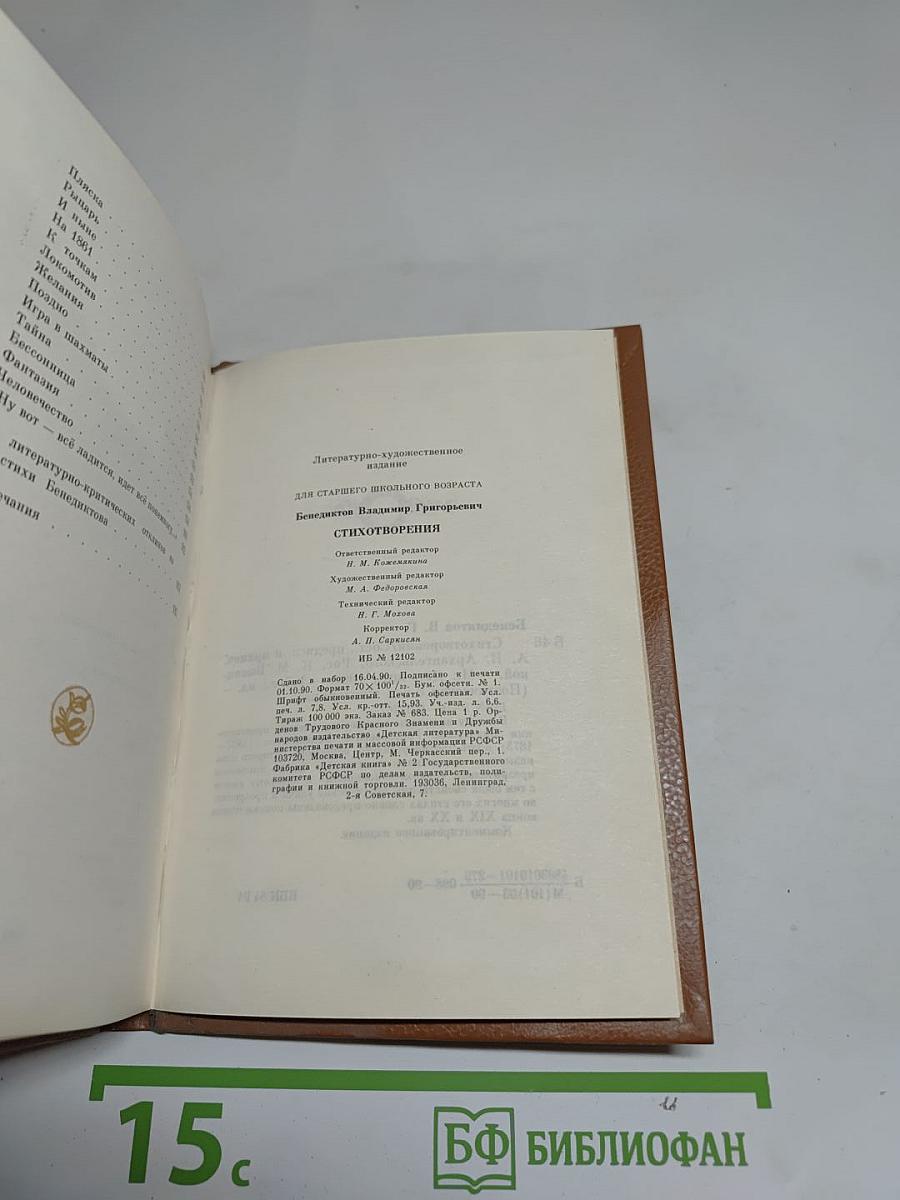 Пляска
Рыцарь
И ныне
На 1861
К точкам
Локомотив
Желания
Поздно
Игра в шахматы
Тайна
Бессонница
Фантазия
Человечество
Ну вот — всё ладится, идет всё
литературно-критических откликов на
стихи Бенедиктова
Литературно-художественное
издание
ДЛЯ СТАРШЕГО ШКОЛЬНОГО ВОЗРАСТА
Бенедиктов Владимир Григорьевич
СТИХОТВОРЕНИЯ
Ответственный редактор
Н. М. Кожемякина
Художественный редактор
М. А. Федоровская
Технический редактор
Н. Г. Мохова
Корректор
А. П. Саркисян
ИБ № 12102
Сдано в набор 16.04.90. Подписано к печати
01.10.90. Формат 70×100¹/₃₂. Бум. офсетн. № 1.
Шрифт обыкновенный. Печать офсетная. Усл.
печ. л. 7,8. Усл. кр.-отт. 15,93. Уч.-изд. л. 6,6.
Тираж 100 000 экз. Заказ № 683. Цена 1 р. Ор-
денов Трудового Красного Знамени и Дружбы
народов издательство «Детская литература» Ми-
нистерства печати и массовой информации РСФСР
103720, Москва, Центр, М. Черкасский пер., 1.
Фабрика «Детская книга» № 2 Государственного
комитета РСФСР по делам издательств, поли-
графии и книжной торговли. 193036, Ленинград,
2-я Советская, 7.
15 с
БФ БИБЛИОФАН